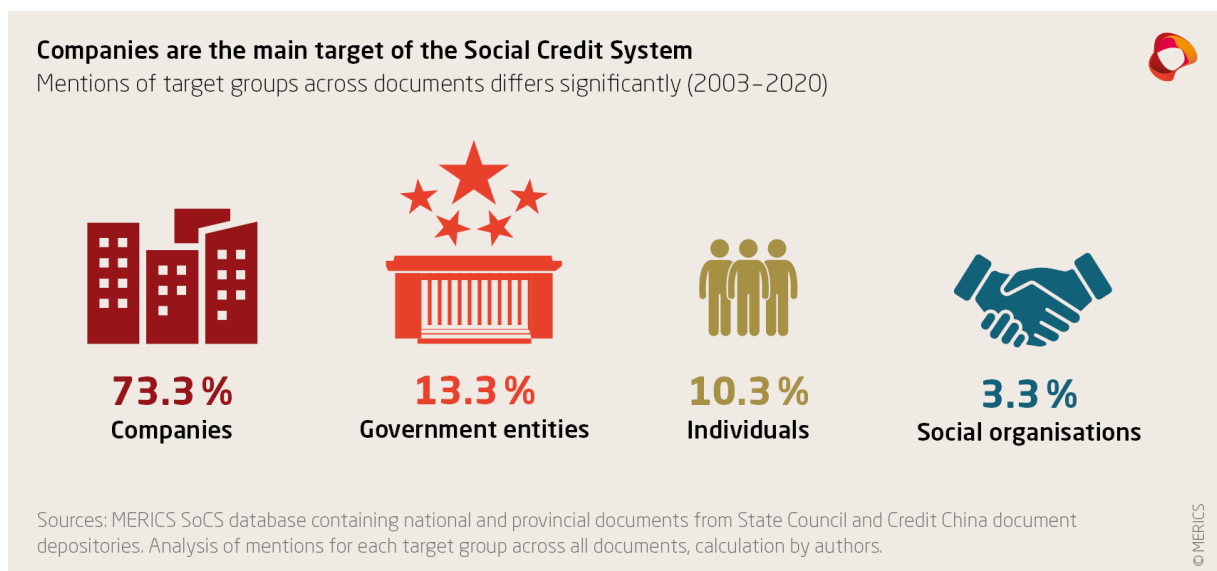 Companies are the main target of the Social Credit System
Mentions of target groups across documents differs significantly (2003–2020)
73.3 %
Companies
13.3 %
Government entities
10.3 %
Individuals
3.3 %
Social organisations
Sources: MERICS SoCS database containing national and provincial documents from State Council and Credit China document
depositories. Analysis of mentions for each target group across all documents, calculation by authors.
© MERICS